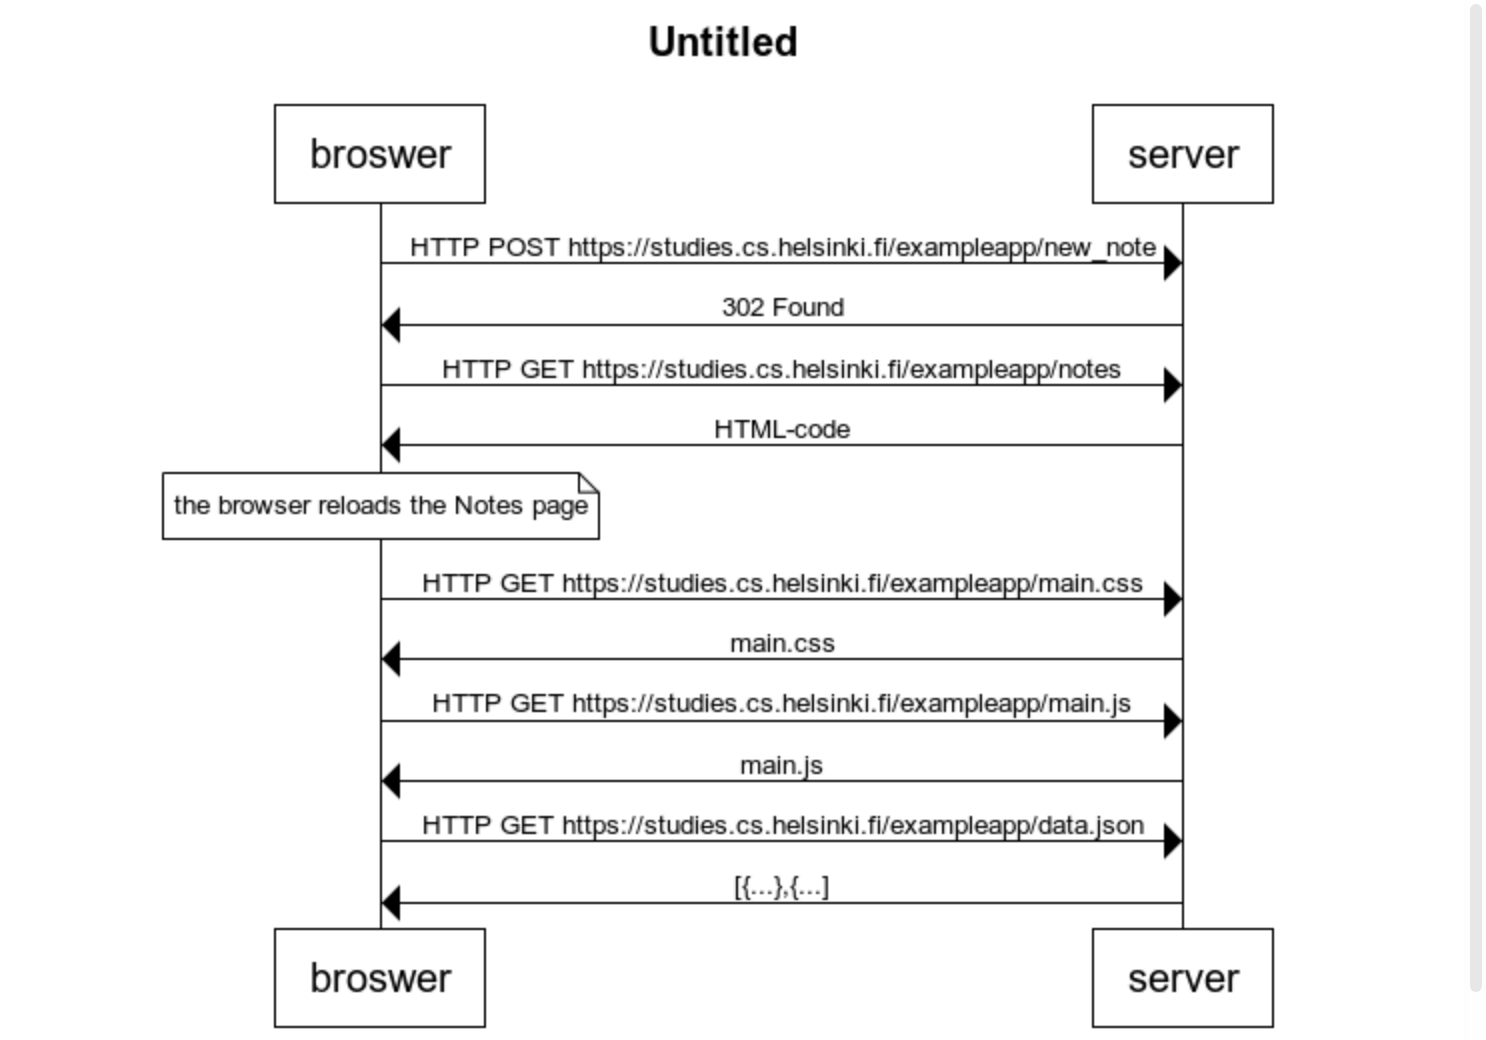 Untitled
broswer
server
HTTP POST https://studies.cs.helsinki.fi/exampleapp/new_note
302 Found
HTTP GET https://studies.cs.helsinki.fi/exampleapp/notes
HTML-code
the browser reloads the Notes page
HTTP GET https://studies.cs.helsinki.fi/exampleapp/main.css
main.css
HTTP GET https://studies.cs.helsinki.fi/exampleapp/main.js
main.js
HTTP GET https://studies.cs.helsinki.fi/exampleapp/data.json
[{...},{...]
broswer
server